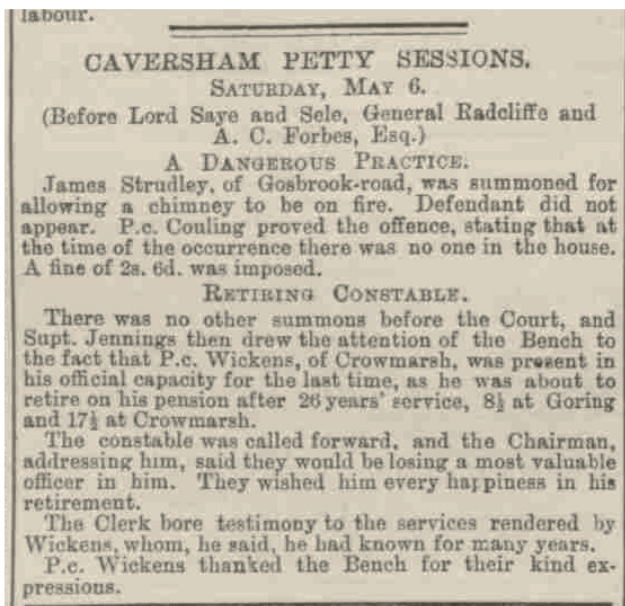 labour.
CAVERSHAM PETTY SESSIONS.
SATURDAY, MAY 6.
(Before Lord Saye and Sele, General Radcliffe and
A. C. Forbes, Esq.)
A DANGEROUS PRACTICE.
James Strudley, of Gosbrook-road, was summoned for
allowing a chimney to be on fire. Defendant did not
appear. P.c. Couling proved the offence, stating that at
the time of the occurrence there was no one in the house.
A fine of 2s. 6d. was imposed.
RETIRING CONSTABLE.
There was no other summons before the Court, and
Supt. Jennings then drew the attention of the Bench to
the fact that P.c. Wickens, of Crowmarsh, was present in
his official capacity for the last time, as he was about to
retire on his pension after 26 years' service, 8½ at Goring
and 17½ at Crowmarsh.
The constable was called forward, and the Chairman,
addressing him, said they would be losing a most valuable
officer in him. They wished him every happiness in his
retirement.
The Clerk bore testimony to the services rendered by
Wickens, whom, he said, he had known for many years.
P.c. Wickens thanked the Bench for their kind ex-
pressions.